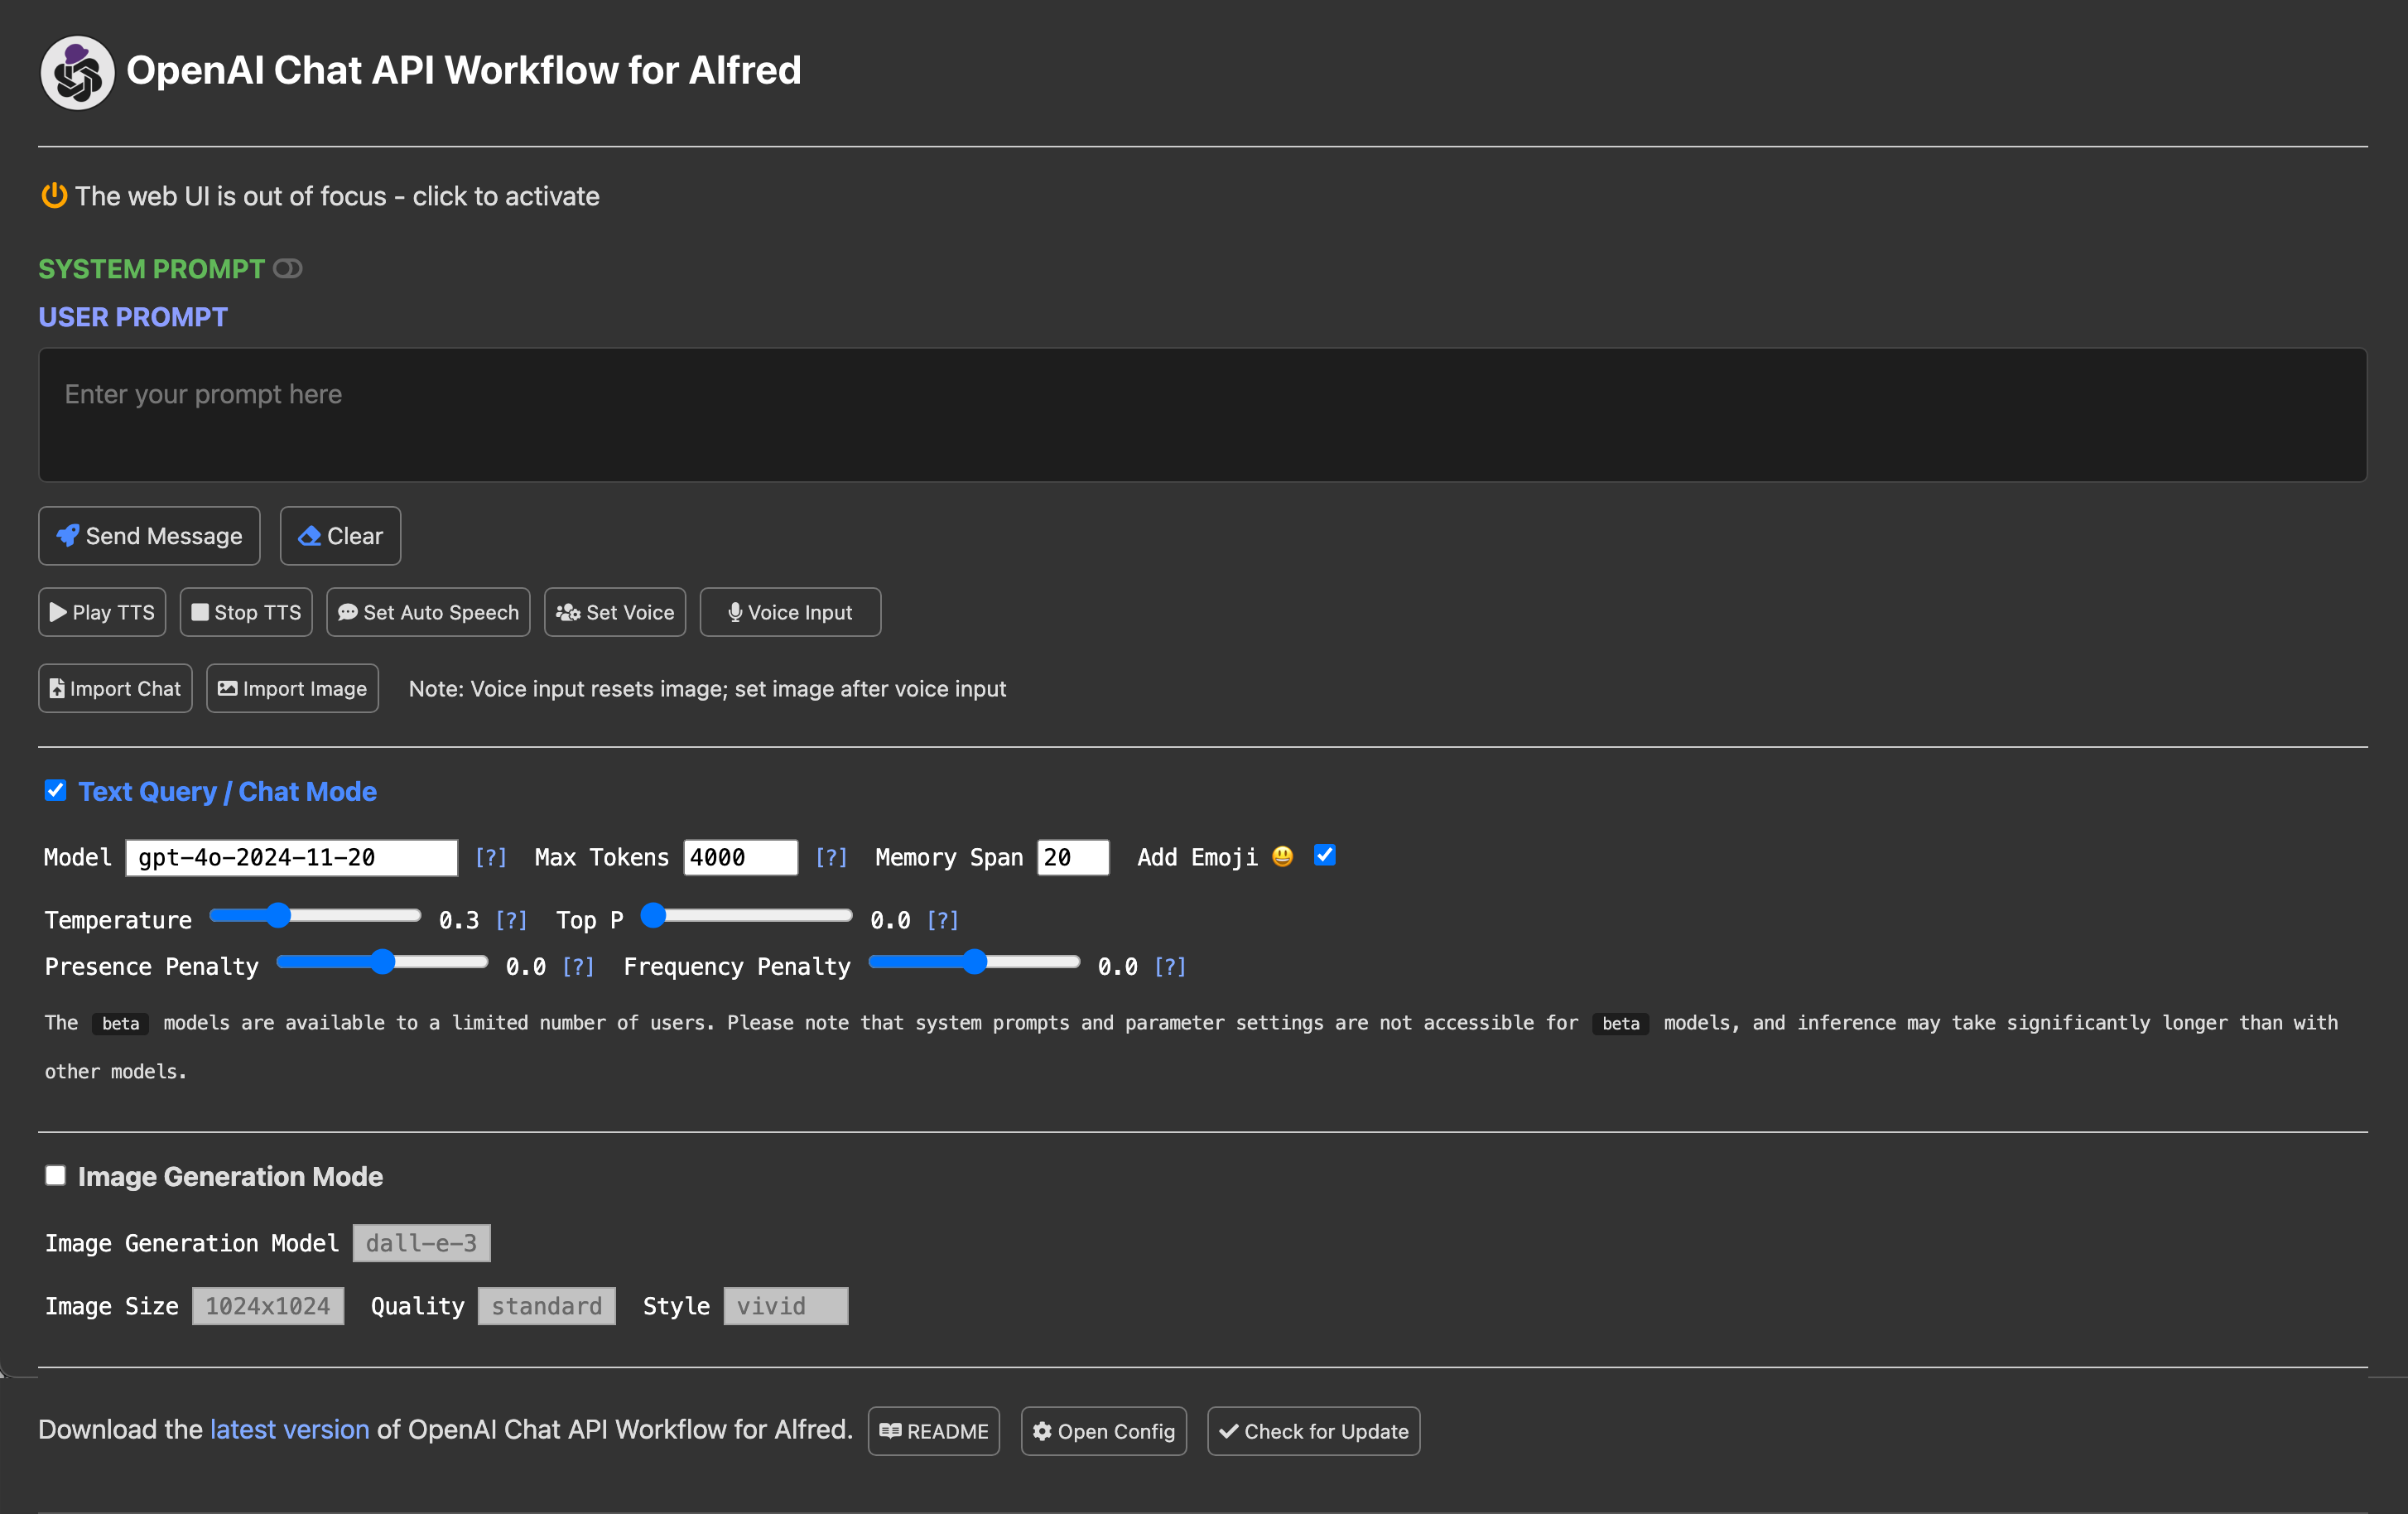 OpenAI Chat API Workflow for Alfred
The web UI is out of focus - click to activate
SYSTEM PROMPT
USER PROMPT
Enter your prompt here
Send Message Clear
Play TTS Stop TTS Set Auto Speech Set Voice Voice Input
Import Chat Import Image Note: Voice input resets image; set image after voice input
Text Query / Chat Mode
Model gpt-4o-2024-11-20 [?] Max Tokens 4000 [?] Memory Span 20 Add Emoji 😃
Temperature 0.3 [?] Top P 0.0 [?]
Presence Penalty 0.0 [?] Frequency Penalty 0.0 [?]
The beta models are available to a limited number of users. Please note that system prompts and parameter settings are not accessible for beta models, and inference may take significantly longer than with
other models.
Image Generation Mode
Image Generation Model dall-e-3
Image Size 1024x1024 Quality standard Style vivid
Download the latest version of OpenAI Chat API Workflow for Alfred. README Open Config Check for Update